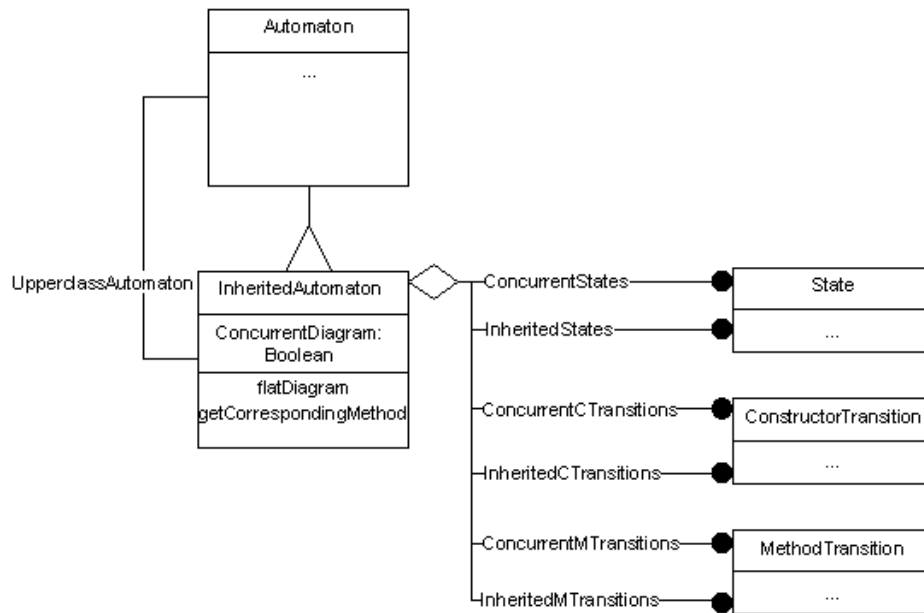 Automaton
...
UpperclassAutomaton
InheritedAutomaton
ConcurrentDiagram:
Boolean
flatDiagram
getCorrespondingMethod
ConcurrentStates
State
InheritedStates
...
ConcurrentCTransitions
ConstructorTransition
InheritedCTransitions
...
ConcurrentMTransitions
MethodTransition
InheritedMTransitions
...